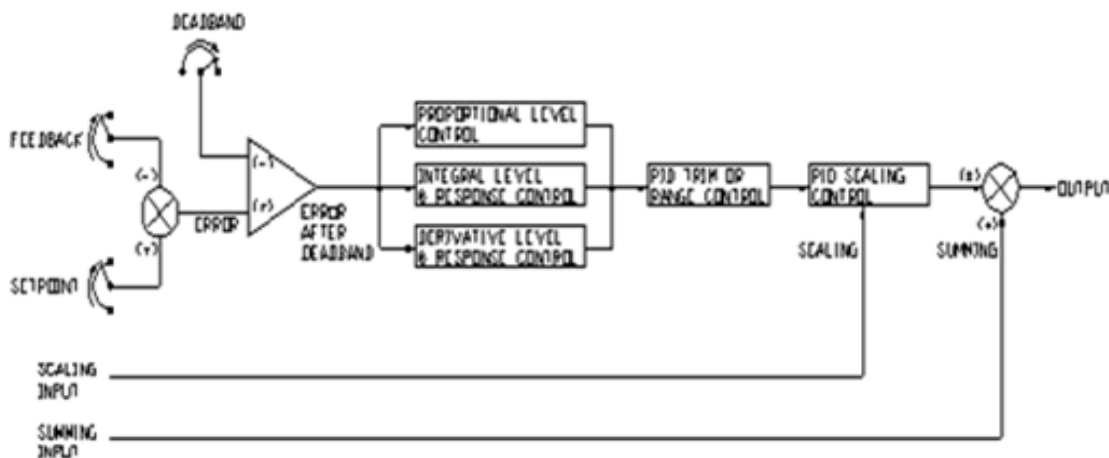 DEADBAND
FEEDBACK
(-)
(-)
PROPORTIONAL LEVEL
CONTROL
INTEGRAL LEVEL
& RESPONSE CONTROL
DERIVATIVE LEVEL
& RESPONSE CONTROL
PID TRIM OR
RANGE CONTROL
PID SCALING
CONTROL
OUTPUT
(+)
ERROR
ERROR
AFTER
DEADBAND
SCALING
SUMMING
(+)
SETPOINT
SCALING
INPUT
SUMMING
INPUT